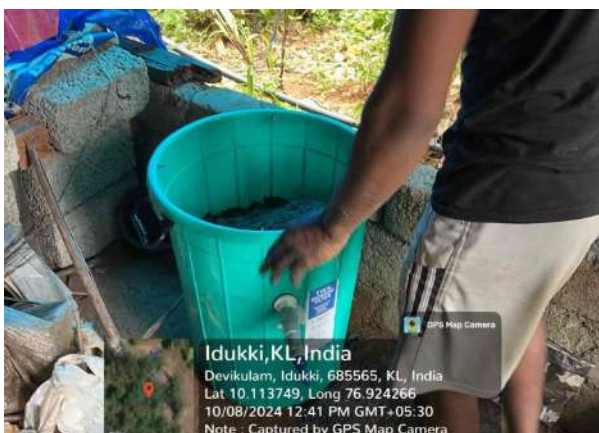 GPS Map Camera
Idukki,KL,India
Devikulam, Idukki, 685565, KL, India
Lat 10.113749, Long 76.924266
10/08/2024 12:41 PM GMT+05:30
Note : Captured by GPS Map Camera